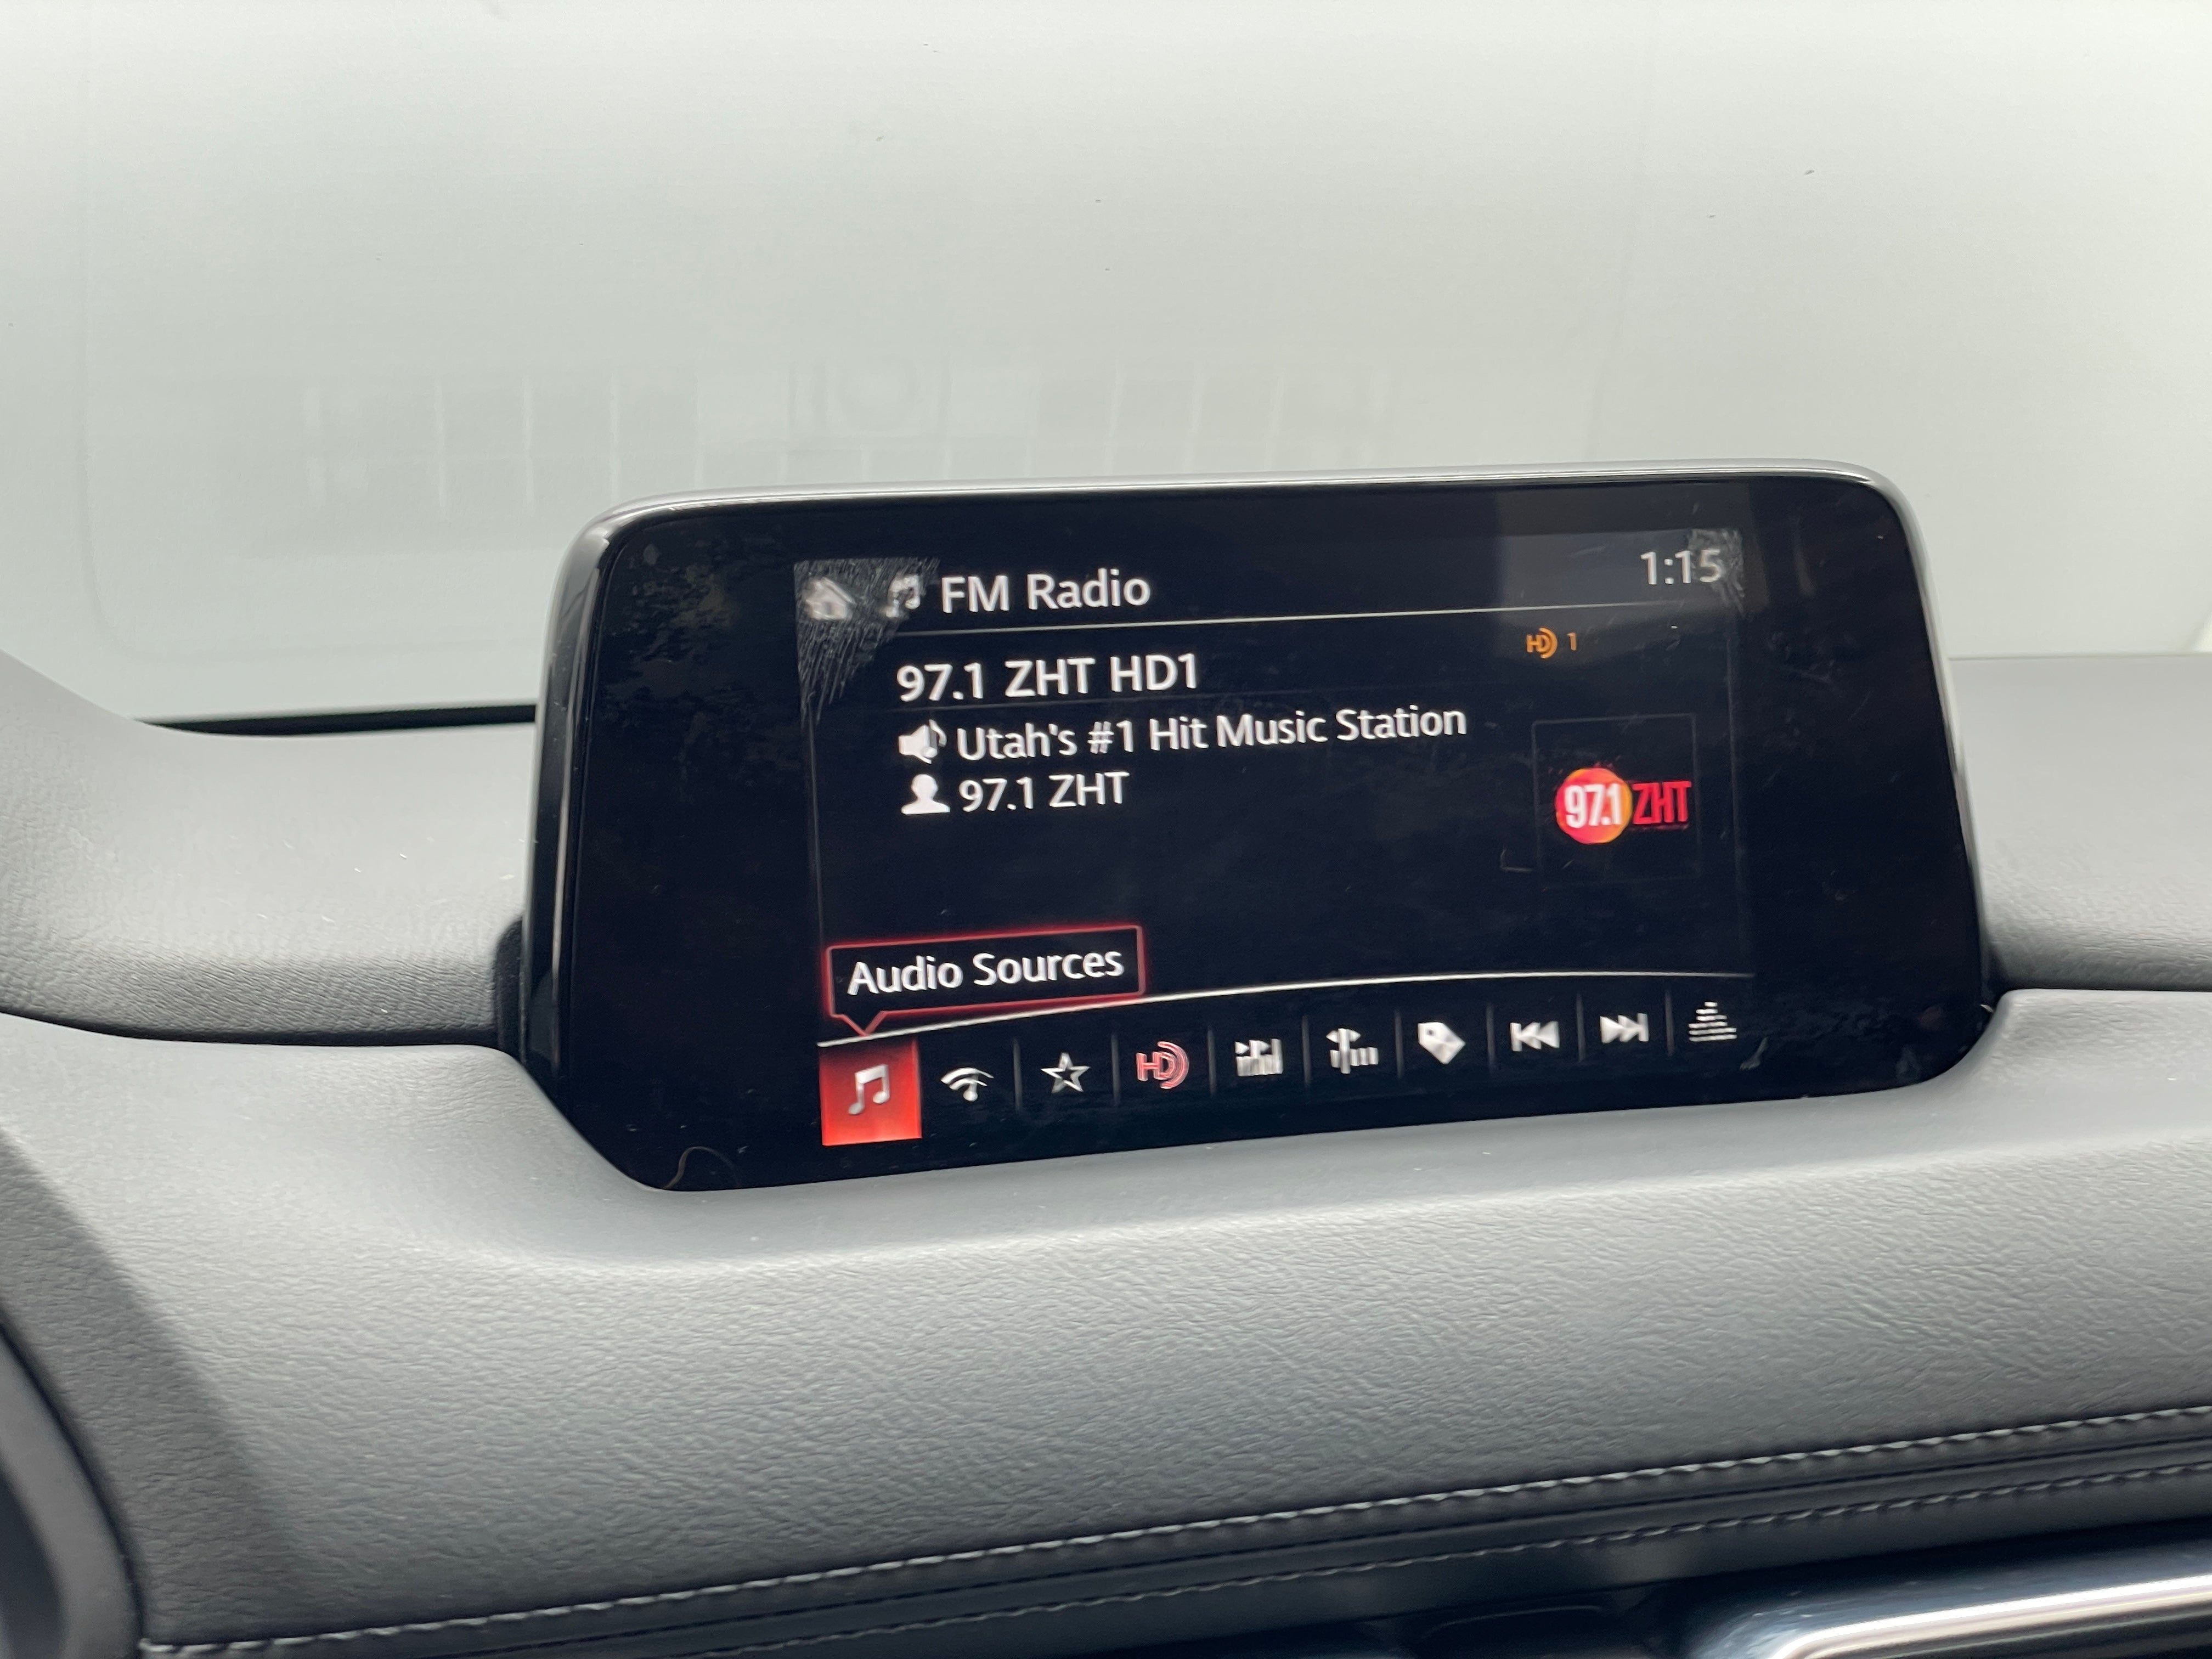 FM Radio
1:15
HD 1
97.1 ZHT HD1
Utah's #1 Hit Music Station
97.1 ZHT
97.1 ZHT
Audio Sources
HD